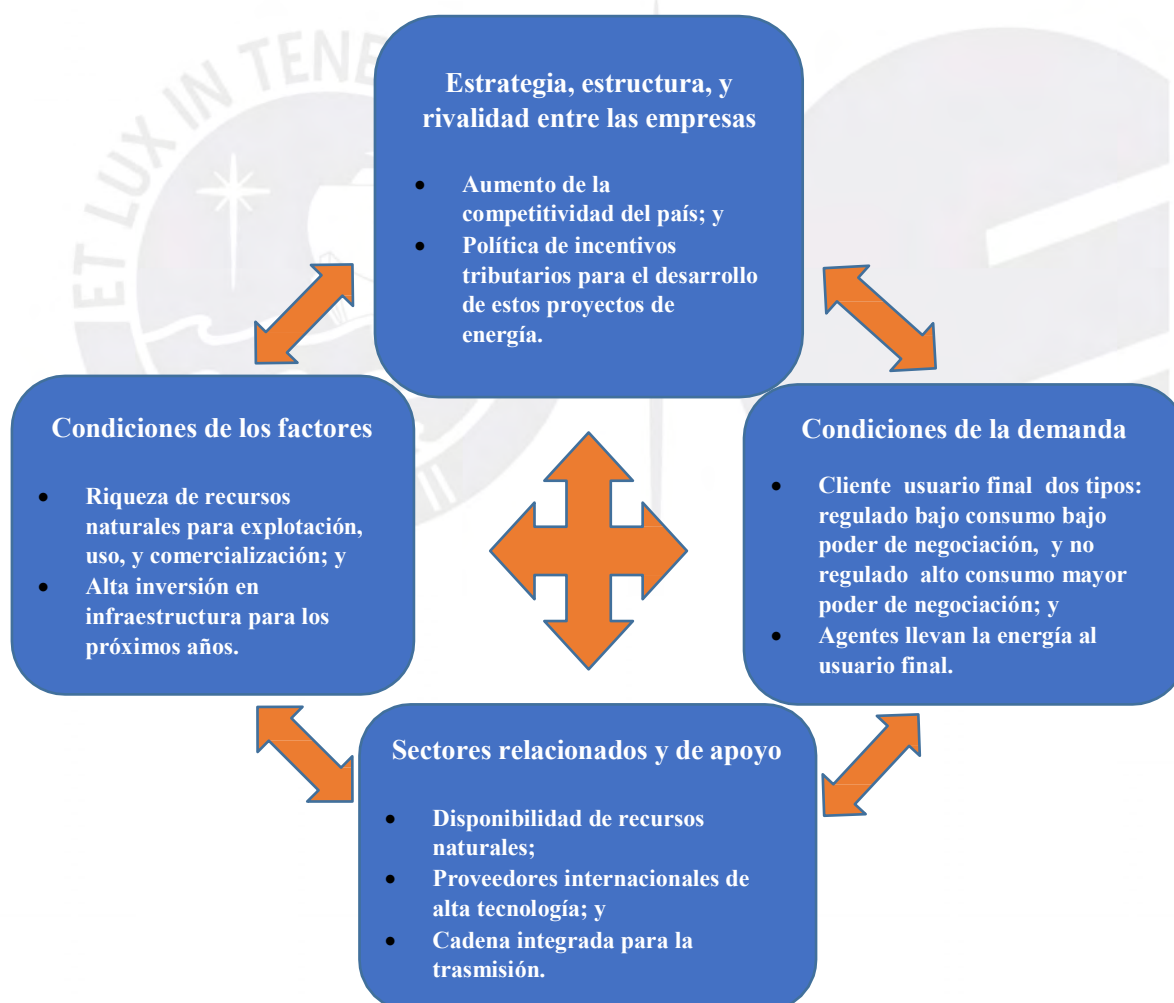 ET LUX IN TENE
Estrategia, estructura, y
rivalidad entre las empresas
• Aumento de la
competitividad del país; y
• Política de incentivos
tributarios para el desarrollo
de estos proyectos de
energía.
Condiciones de los factores
• Riqueza de recursos
naturales para explotación,
uso, y comercialización; y
• Alta inversión en
infraestructura para los
próximos años.
Condiciones de la demanda
• Cliente usuario final dos tipos:
regulado bajo consumo bajo
poder de negociación, y no
regulado alto consumo mayor
poder de negociación; y
• Agentes llevan la energía al
usuario final.
Sectores relacionados y de apoyo
• Disponibilidad de recursos
naturales;
• Proveedores internacionales de
alta tecnología; y
• Cadena integrada para la
trasmisión.